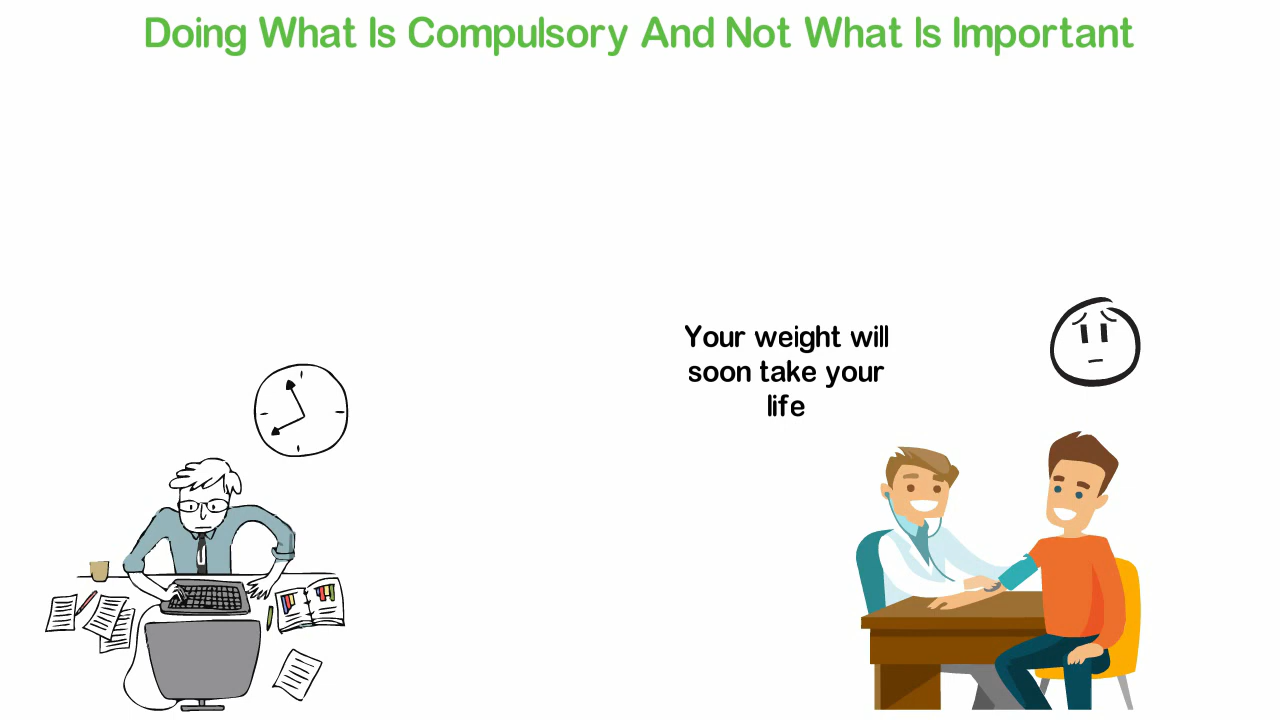 Doing What Is Compulsory And Not What Is Important
Your weight will
soon take your
life